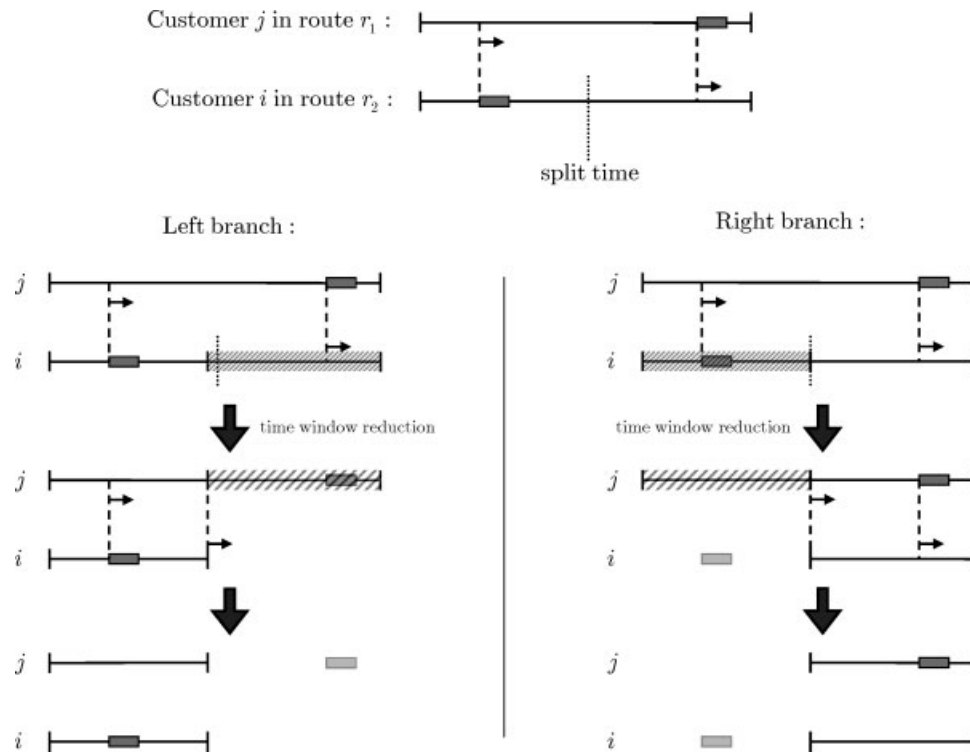 Customer j in route r₁ :
Customer i in route r₂ :
split time
Left branch :
Right branch :
j
j
i
i
time window reduction
time window reduction
j
j
i
i
j
j
i
i